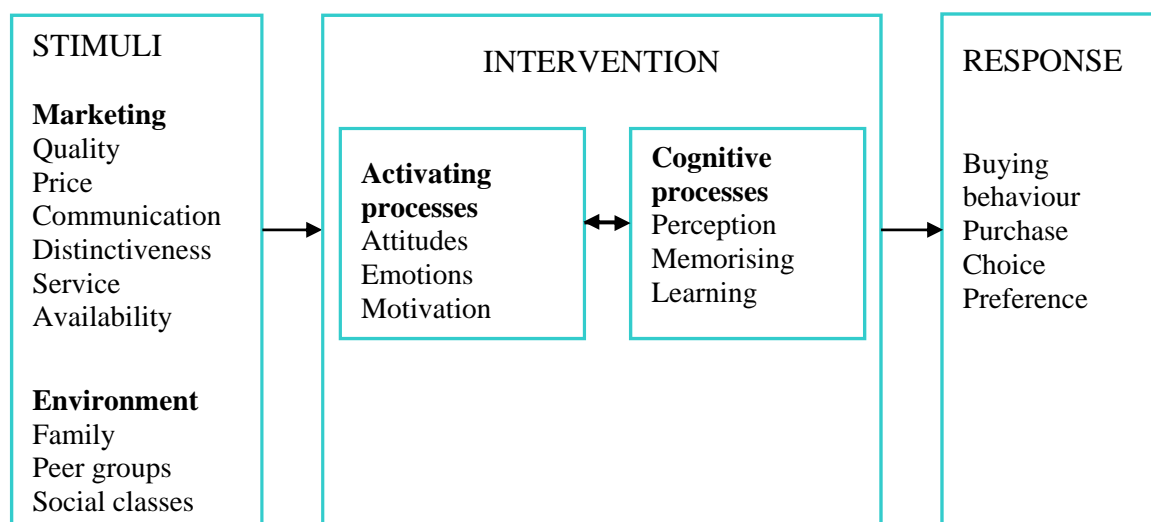 STIMULI
Marketing
Quality
Price
Communication
Distinctiveness
Service
Availability
Environment
Family
Peer groups
Social classes
INTERVENTION
Activating
processes
Attitudes
Emotions
Motivation
Cognitive
processes
Perception
Memorising
Learning
RESPONSE
Buying
behaviour
Purchase
Choice
Preference